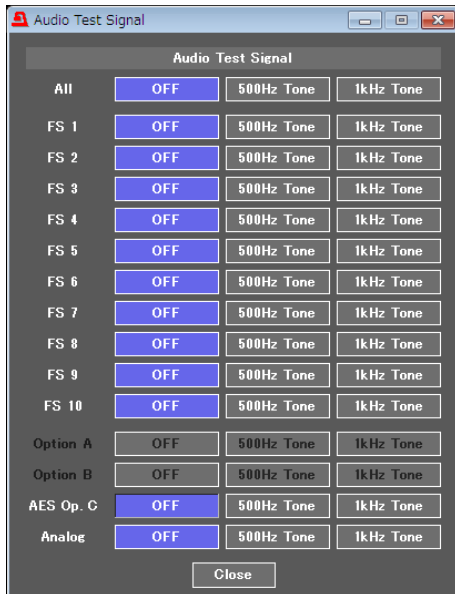 Audio Test Signal
Audio Test Signal
All OFF 500Hz Tone 1kHz Tone
FS 1 OFF 500Hz Tone 1kHz Tone
FS 2 OFF 500Hz Tone 1kHz Tone
FS 3 OFF 500Hz Tone 1kHz Tone
FS 4 OFF 500Hz Tone 1kHz Tone
FS 5 OFF 500Hz Tone 1kHz Tone
FS 6 OFF 500Hz Tone 1kHz Tone
FS 7 OFF 500Hz Tone 1kHz Tone
FS 8 OFF 500Hz Tone 1kHz Tone
FS 9 OFF 500Hz Tone 1kHz Tone
FS 10 OFF 500Hz Tone 1kHz Tone
Option A OFF 500Hz Tone 1kHz Tone
Option B OFF 500Hz Tone 1kHz Tone
AES Op. C OFF 500Hz Tone 1kHz Tone
Analog OFF 500Hz Tone 1kHz Tone
Close